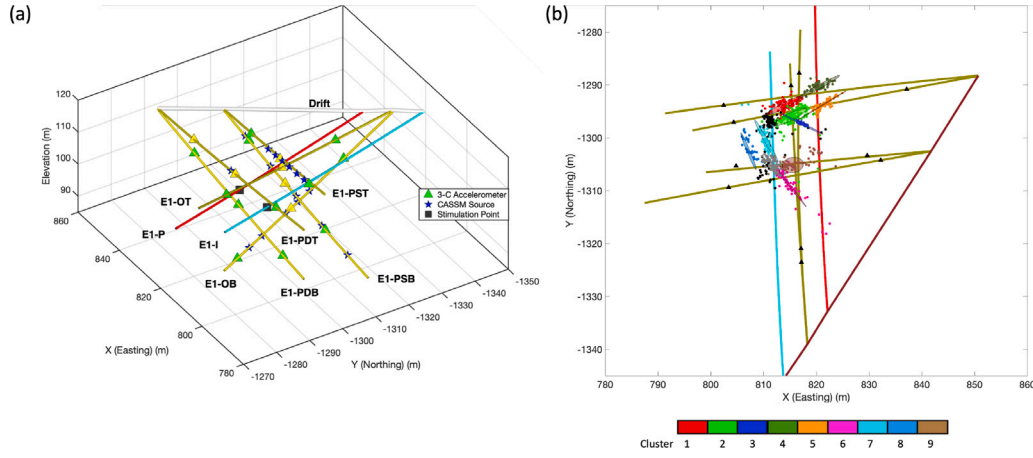 (a)
120
110
100
90
Elevation (m)
860
840
820
800
780
X (Easting) (m)
-1270
-1280
-1290
-1300
-1310
-1320
-1330
-1340
-1350
Y (Northing) (m)
Drift
E1-OT
E1-P
E1-I
E1-OB
E1-PDB
E1-PDT
E1-PST
E1-PSB
3-C Accelerometer
CASSM Source
Stimulation Point
(b)
-1280
-1290
-1300
-1310
-1320
-1330
-1340
Y (Northing) (m)
780 790 800 810 820 830 840 850 860
X (Easting) (m)
Cluster 1 2 3 4 5 6 7 8 9